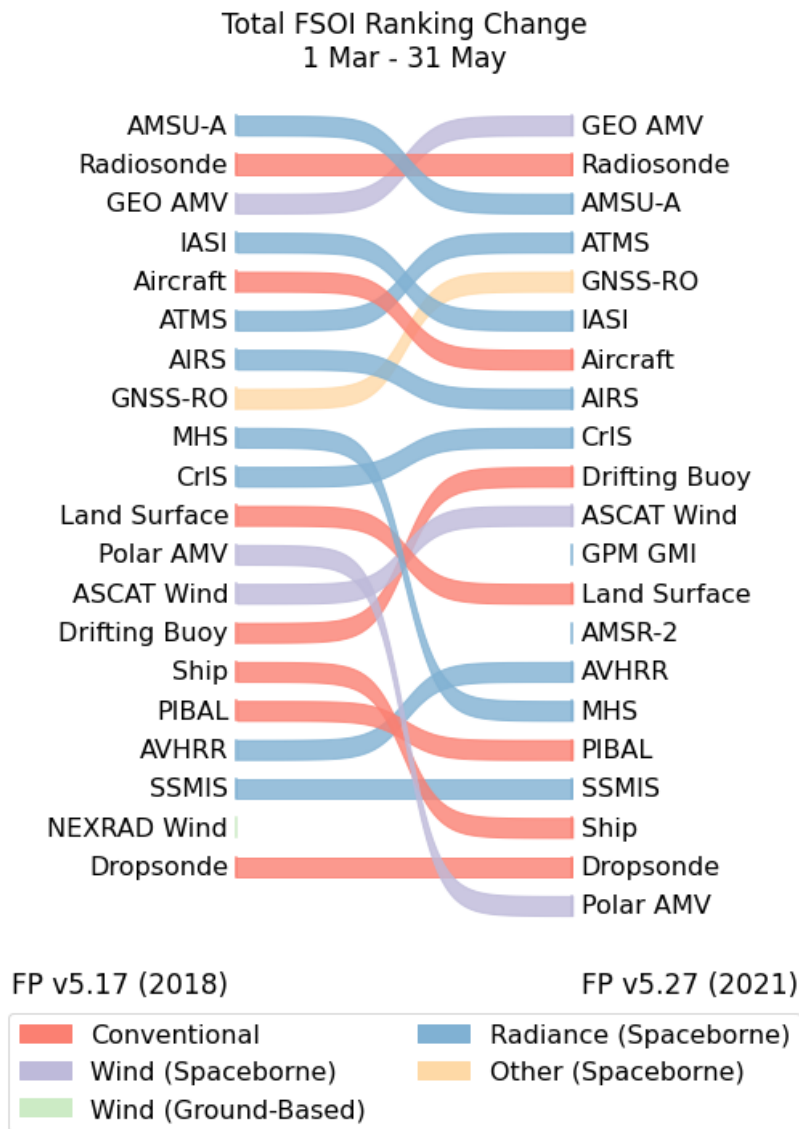 Total FSOI Ranking Change
1 Mar - 31 May
AMSU-A
Radiosonde
GEO AMV
IASI
Aircraft
ATMS
AIRS
GNSS-RO
MHS
CrIS
Land Surface
Polar AMV
ASCAT Wind
Drifting Buoy
Ship
PIBAL
AVHRR
SSMIS
NEXRAD Wind
Dropsonde
GEO AMV
Radiosonde
AMSU-A
ATMS
GNSS-RO
IASI
Aircraft
AIRS
CrIS
Drifting Buoy
ASCAT Wind
GPM GMI
Land Surface
AMSR-2
AVHRR
MHS
PIBAL
SSMIS
Ship
Dropsonde
Polar AMV
FP v5.17 (2018)
FP v5.27 (2021)
Conventional
Wind (Spaceborne)
Wind (Ground-Based)
Radiance (Spaceborne)
Other (Spaceborne)